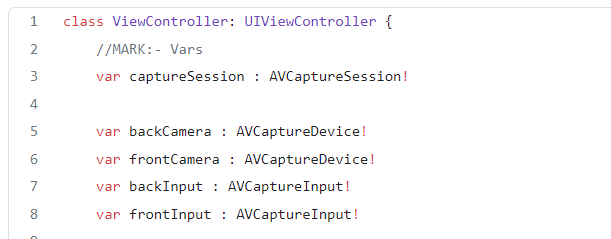 1 class ViewController: UIViewController {
2 //MARK:- Vars
3 var captureSession : AVCaptureSession!
4
5 var backCamera : AVCaptureDevice!
6 var frontCamera : AVCaptureDevice!
7 var backInput : AVCaptureInput!
8 var frontInput : AVCaptureInput!